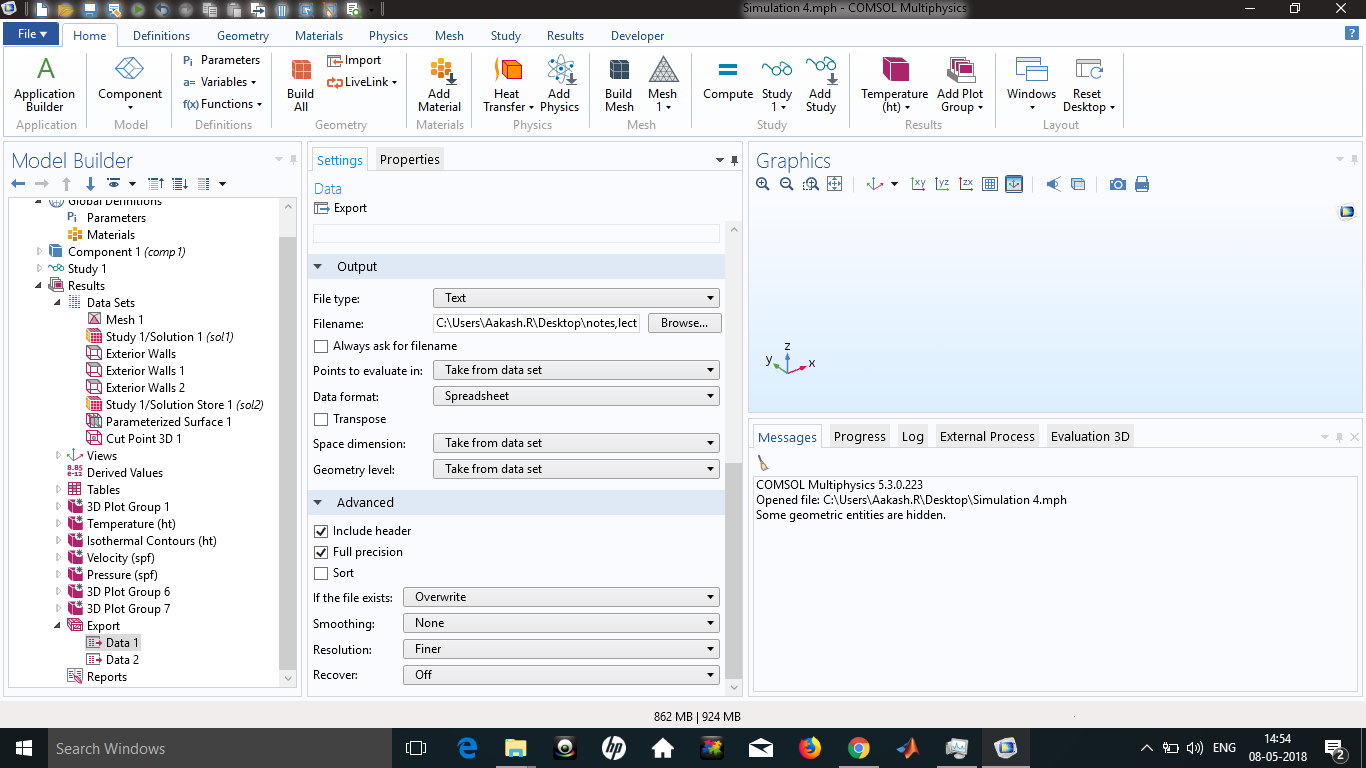 Simulation 4.mph - COMSOL Multiphysics
File Home Definitions Geometry Materials Physics Mesh Study Results Developer
A
Application Builder
Application
Component
Model
Pi Parameters
a= Variables
f(x) Functions
Definitions
Build All
Import
LiveLink
Geometry
Add Material
Materials
Heat Transfer
Add Physics
Physics
Build Mesh
Mesh 1
Mesh
Compute
Study 1
Add Study
Study
Temperature (ht)
Add Plot Group
Results
Windows
Reset Desktop
Layout
Model Builder
Global Definitions
Pi Parameters
Materials
Component 1 (comp1)
Study 1
Results
Data Sets
Mesh 1
Study 1/Solution 1 (sol1)
Exterior Walls
Exterior Walls 1
Exterior Walls 2
Study 1/Solution Store 1 (sol2)
Parameterized Surface 1
Cut Point 3D 1
Views
8.85 e-12 Derived Values
Tables
3D Plot Group 1
Temperature (ht)
Isothermal Contours (ht)
Velocity (spf)
Pressure (spf)
3D Plot Group 6
3D Plot Group 7
Export
Data 1
Data 2
Reports
Settings Properties
Data
Export
Output
File type: Text
Filename: C:\Users\Aakash.R\Desktop\notes,lect Browse...
Always ask for filename
Points to evaluate in: Take from data set
Data format: Spreadsheet
Transpose
Space dimension: Take from data set
Geometry level: Take from data set
Advanced
Include header
Full precision
Sort
If the file exists: Overwrite
Smoothing: None
Resolution: Finer
Recover: Off
Graphics
xy yz zx
z
y x
Messages Progress Log External Process Evaluation 3D
COMSOL Multiphysics 5.3.0.223
Opened file: C:\Users\Aakash.R\Desktop\Simulation 4.mph
Some geometric entities are hidden.
862 MB | 924 MB
Search Windows
hp
ENG
14:54
08-05-2018
2